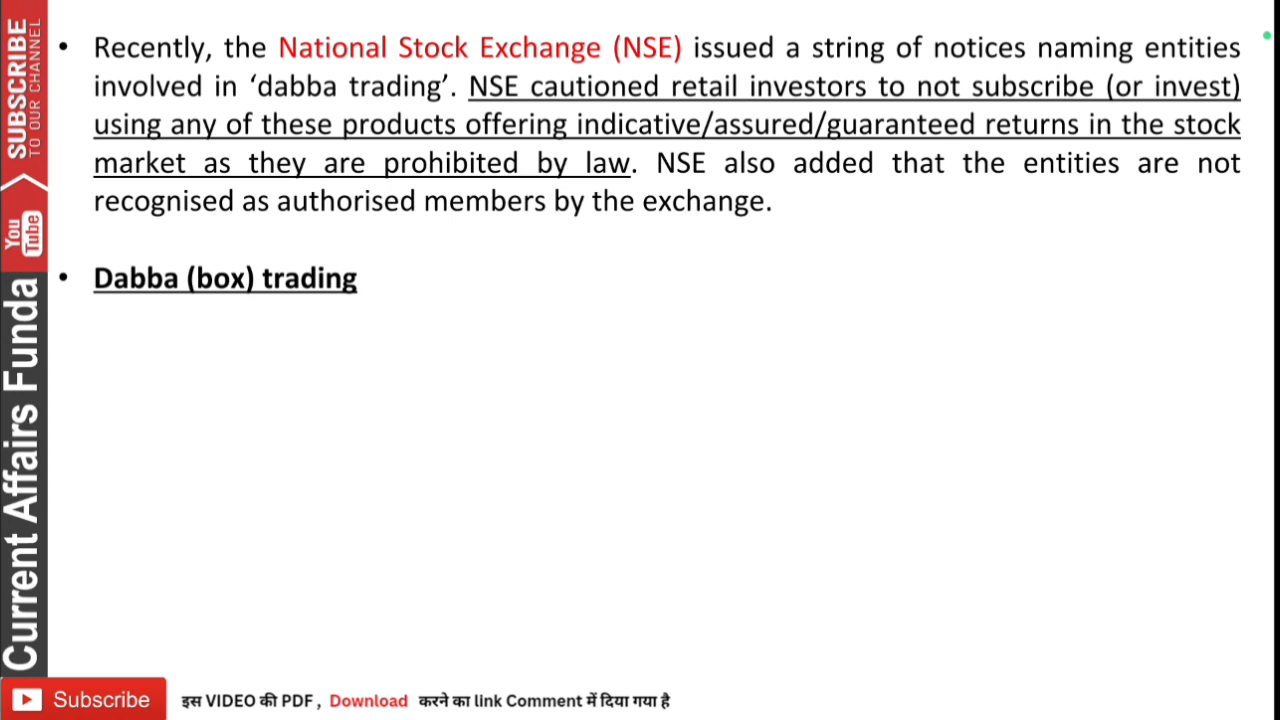 • Recently, the National Stock Exchange (NSE) issued a string of notices naming entities
involved in ‘dabba trading’. NSE cautioned retail investors to not subscribe (or invest)
using any of these products offering indicative/assured/guaranteed returns in the stock
market as they are prohibited by law. NSE also added that the entities are not
recognised as authorised members by the exchange.
• Dabba (box) trading
SUBSCRIBE
TO OUR CHANNEL
You
Tube
Current Affairs Funda
Subscribe
इस VIDEO की PDF , Download करने का link Comment में दिया गया है